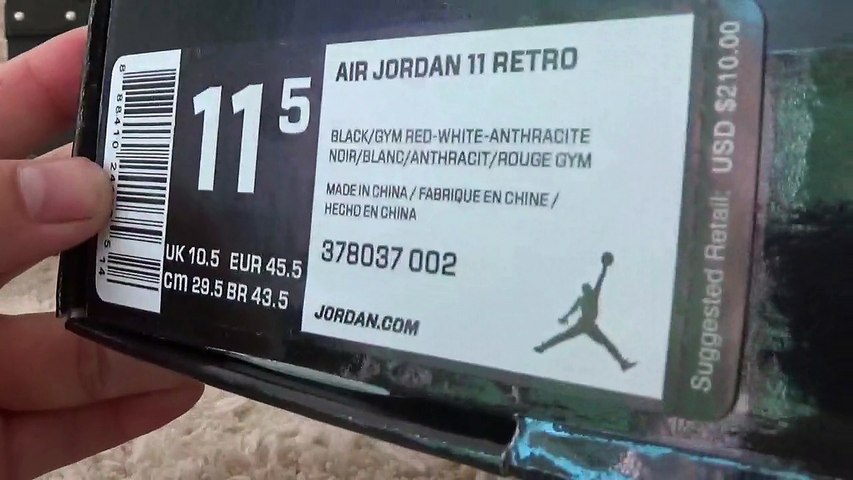 11 5
UK 10.5 EUR 45.5
cm 29.5 BR 43.5
AIR JORDAN 11 RETRO
BLACK/GYM RED-WHITE-ANTHRACITE
NOIR/BLANC/ANTHRACIT/ROUGE GYM
MADE IN CHINA / FABRIQUE EN CHINE /
HECHO EN CHINA
378037 002
JORDAN.COM
Suggested Retail: USD $210.00